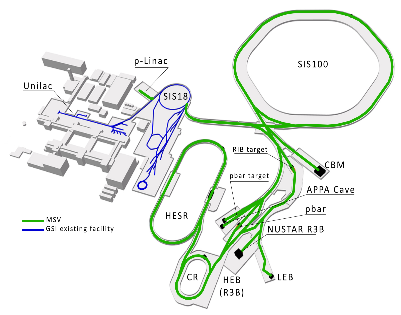 p-Linac
SIS100
Unilac
SIS18
RIB target
CBM
pbar target
APPA Cave
MSV
GSI existing facility
HESR
pbar
NUSTAR R3B
CR
HEB
(R3B)
LEB